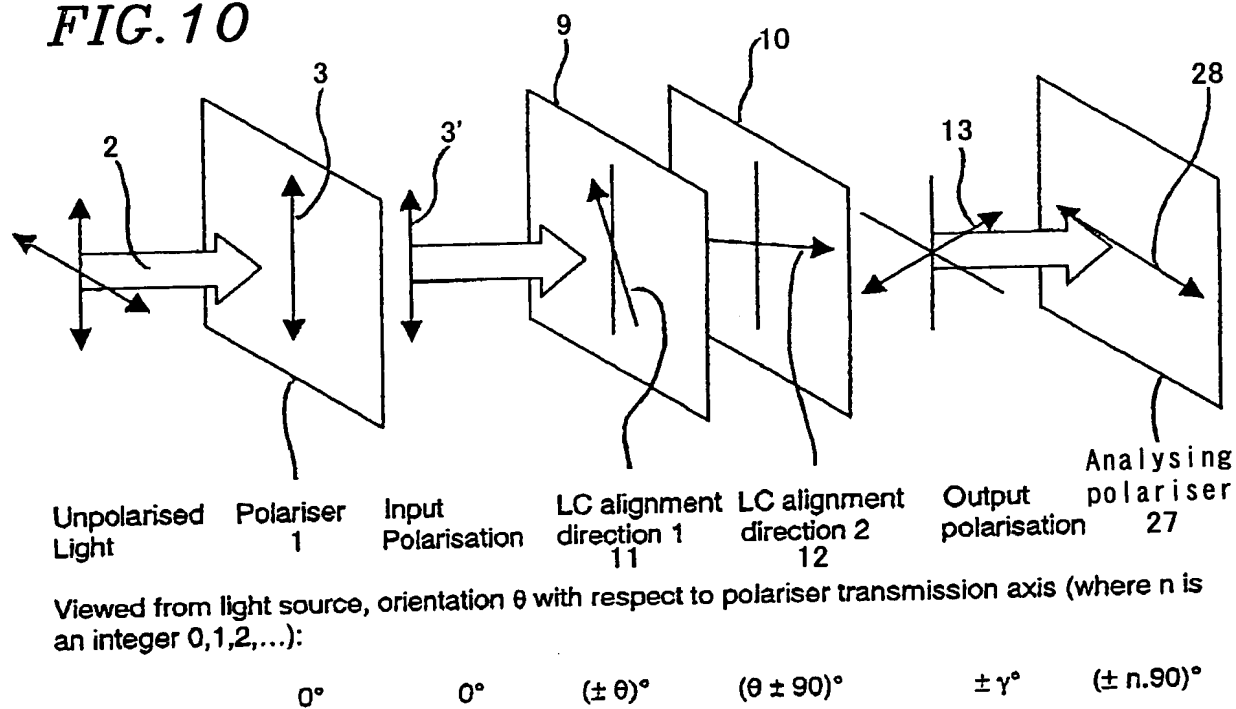 FIG. 10
9
10
3
28
2
3'
13
Unpolarised Light
Polariser
1
Input Polarisation
LC alignment direction 1
11
LC alignment direction 2
12
Output polarisation
Analysing polariser
27
Viewed from light source, orientation θ with respect to polariser transmission axis (where n is
an integer 0,1,2,...):
0° 0° (± θ)° (θ ± 90)° ± γ° (± n.90)°